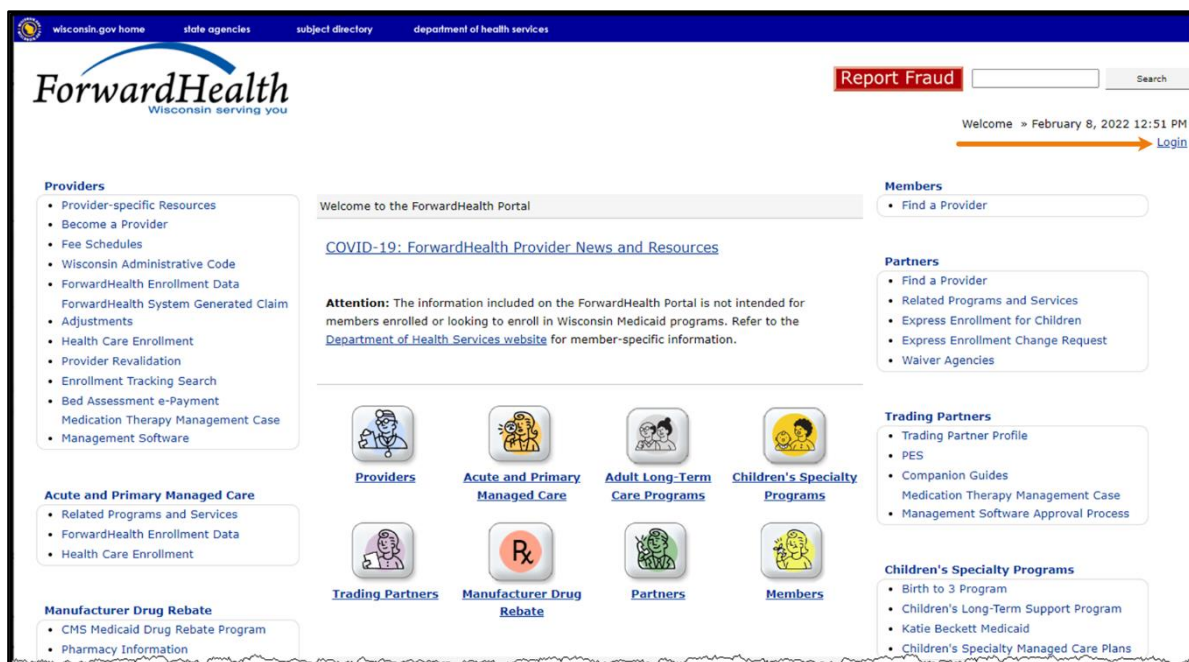 wisconsin.gov home state agencies subject directory department of health services
ForwardHealth
Wisconsin serving you
Report Fraud Search
Welcome » February 8, 2022 12:51 PM
Login
Providers
• Provider-specific Resources
• Become a Provider
• Fee Schedules
• Wisconsin Administrative Code
• ForwardHealth Enrollment Data
ForwardHealth System Generated Claim
• Adjustments
• Health Care Enrollment
• Provider Revalidation
• Enrollment Tracking Search
• Bed Assessment e-Payment
Medication Therapy Management Case
• Management Software
Acute and Primary Managed Care
• Related Programs and Services
• ForwardHealth Enrollment Data
• Health Care Enrollment
Manufacturer Drug Rebate
• CMS Medicaid Drug Rebate Program
• Pharmacy Information
Welcome to the ForwardHealth Portal
COVID-19: ForwardHealth Provider News and Resources
Attention: The information included on the ForwardHealth Portal is not intended for
members enrolled or looking to enroll in Wisconsin Medicaid programs. Refer to the
Department of Health Services website for member-specific information.
Providers
Acute and Primary
Managed Care
Adult Long-Term
Care Programs
Children's Specialty
Programs
Trading Partners
Rx
Manufacturer Drug
Rebate
Partners
Members
Members
• Find a Provider
Partners
• Find a Provider
• Related Programs and Services
• Express Enrollment for Children
• Express Enrollment Change Request
• Waiver Agencies
Trading Partners
• Trading Partner Profile
• PES
• Companion Guides
Medication Therapy Management Case
• Management Software Approval Process
Children's Specialty Programs
• Birth to 3 Program
• Children's Long-Term Support Program
• Katie Beckett Medicaid
• Children's Specialty Managed Care Plans